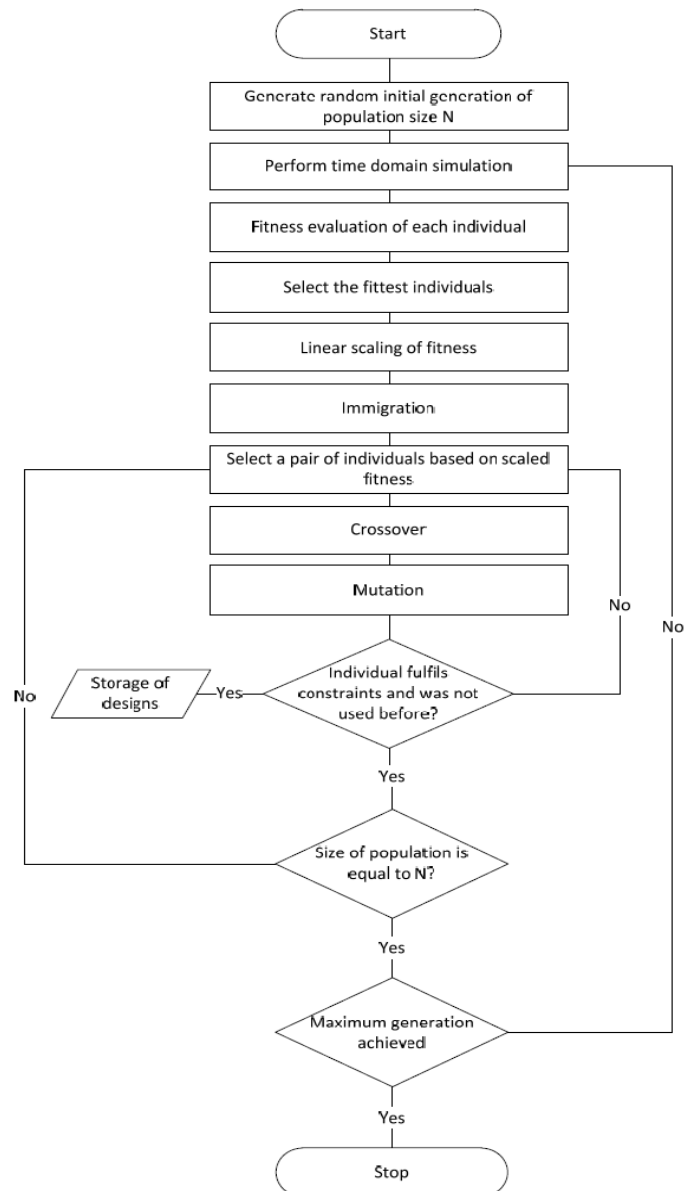 Start
Generate random initial generation of
population size N
Perform time domain simulation
Fitness evaluation of each individual
Select the fittest individuals
Linear scaling of fitness
Immigration
Select a pair of individuals based on scaled
fitness
Crossover
Mutation
No
No
No
Storage of
designs
Yes
Individual fulfils
constraints and was not
used before?
Yes
Size of population is
equal to N?
Yes
Maximum generation
achieved
Yes
Stop